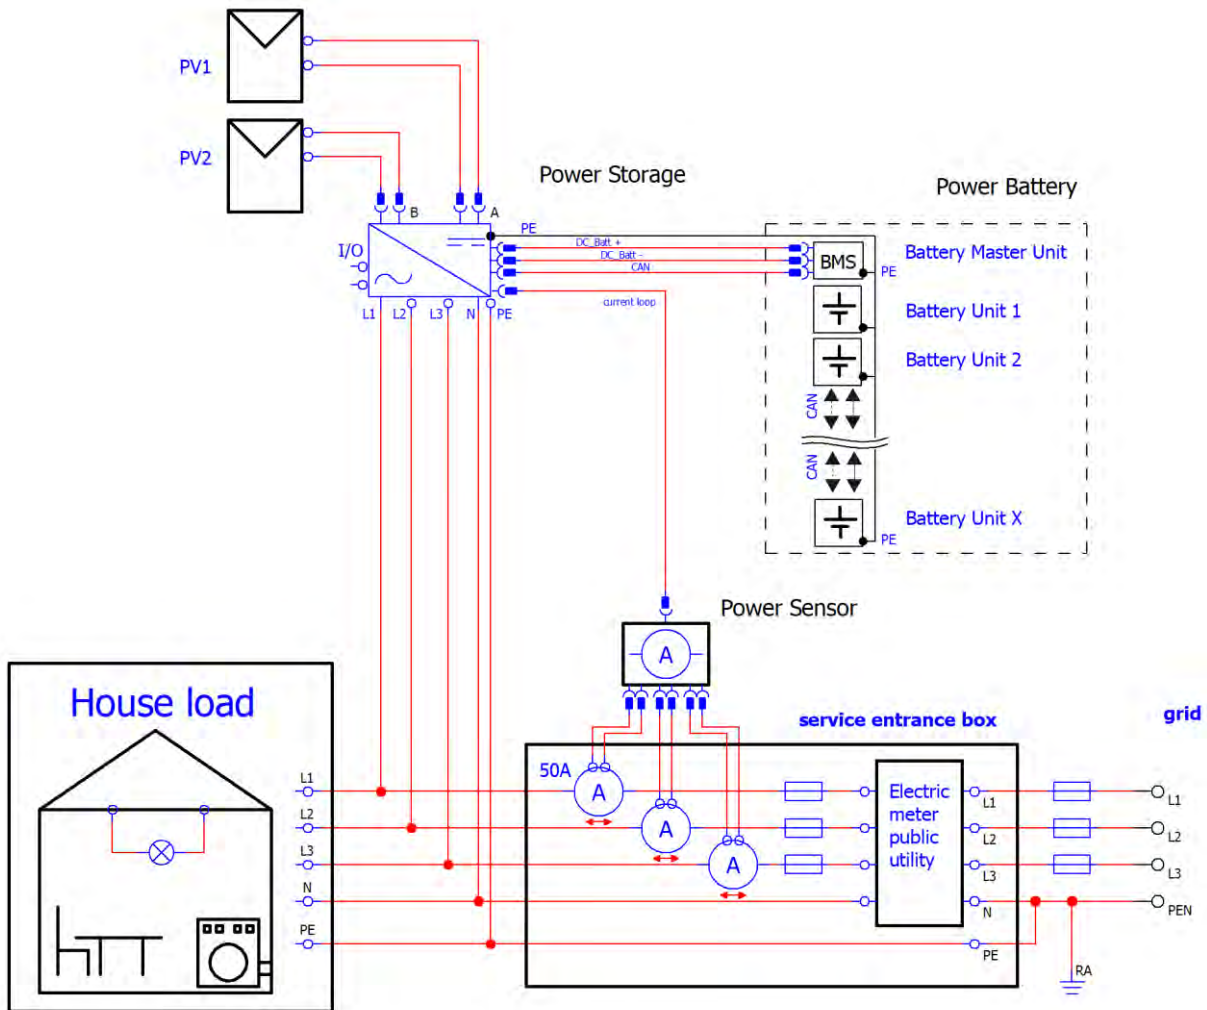 PV1
PV2
Power Storage
Power Battery
B
A
PE
I/O
DC_Batt +
DC_Batt -
CAN
current loop
L1
L2
L3
N
PE
BMS
PE
Battery Master Unit
Battery Unit 1
Battery Unit 2
CAN
CAN
Battery Unit X
PE
Power Sensor
A
House load
service entrance box
grid
50A
L1
A
Electric
meter
public
utility
L1
L1
L2
A
L2
L2
L3
A
L3
L3
N
N
PEN
PE
PE
RA